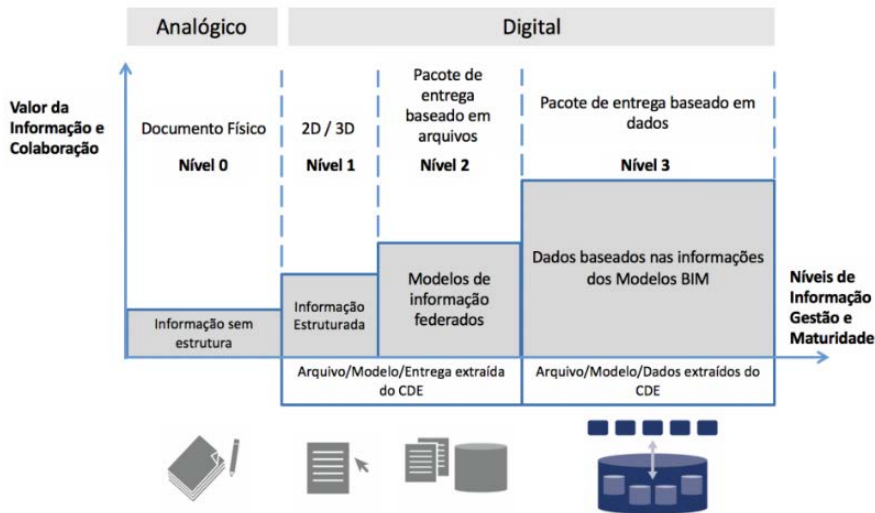 Analógico
Digital
Valor da
Informação e
Colaboração
Documento Físico
Nível 0
2D / 3D
Nível 1
Pacote de
entrega
baseado em
arquivos
Nível 2
Pacote de entrega baseado em
dados
Nível 3
Informação sem
estrutura
Informação
Estruturada
Modelos de
informação
federados
Dados baseados nas informações
dos Modelos BIM
Níveis de
Informação
Gestão e
Maturidade
Arquivo/Modelo/Entrega extraída
do CDE
Arquivo/Modelo/Dados extraídos do
CDE